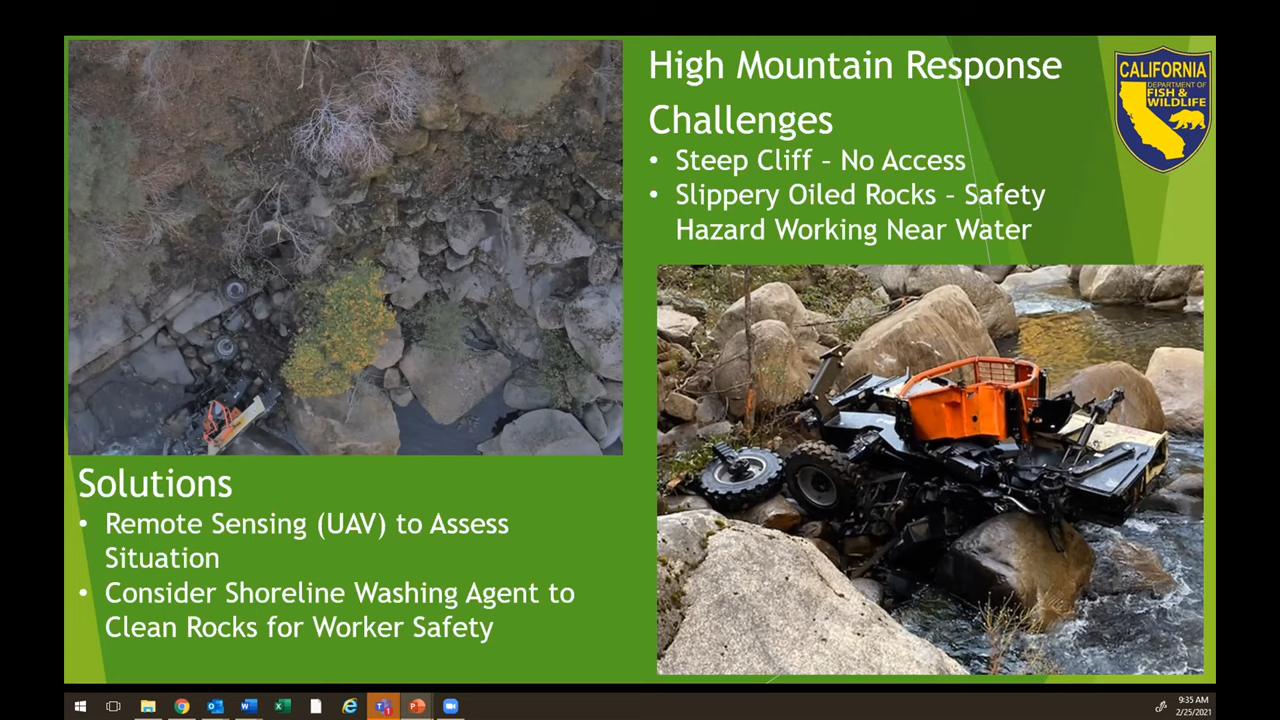 High Mountain Response
Challenges
• Steep Cliff – No Access
• Slippery Oiled Rocks – Safety
Hazard Working Near Water
CALIFORNIA
DEPARTMENT OF
FISH &
WILDLIFE
Solutions
• Remote Sensing (UAV) to Assess
Situation
• Consider Shoreline Washing Agent to
Clean Rocks for Worker Safety
9:35 AM
2/25/2021